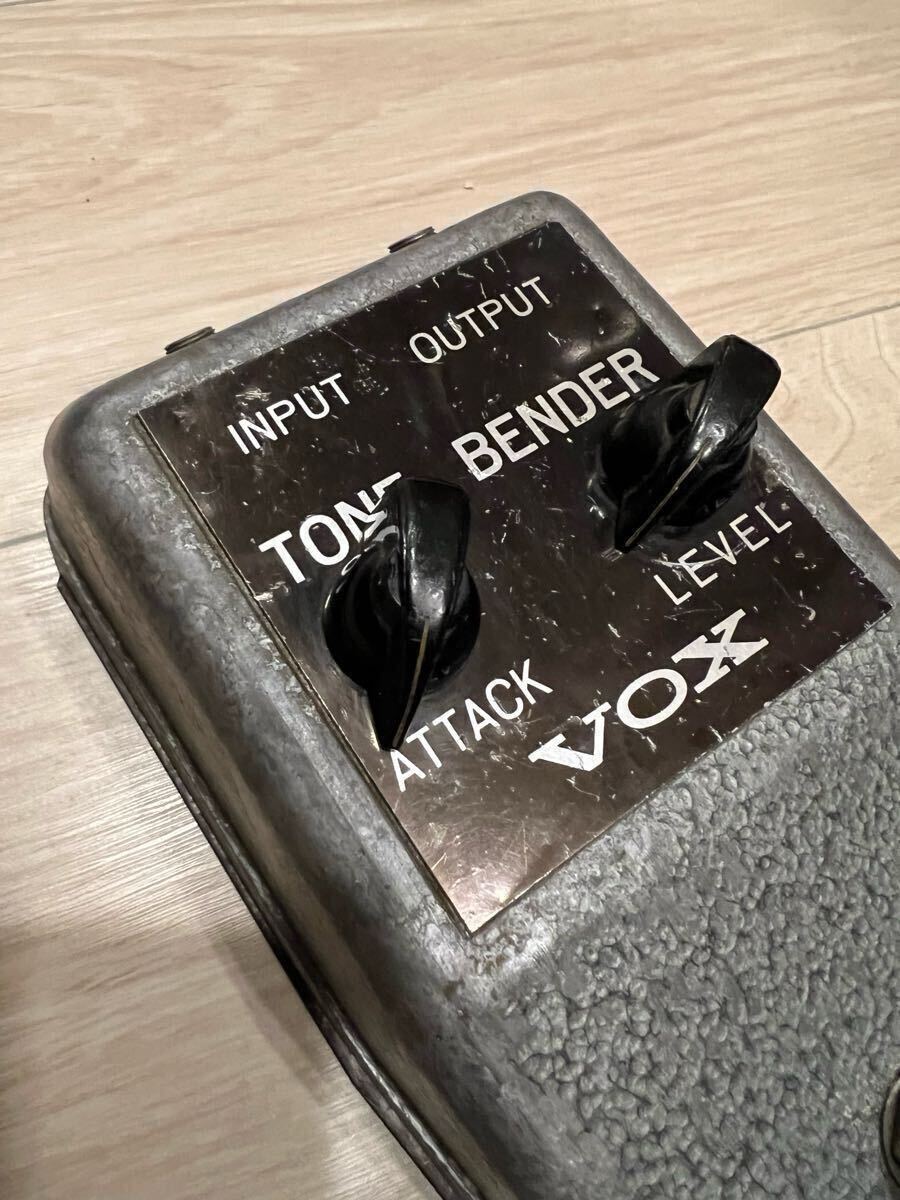 INPUT OUTPUT
TONE BENDER
ATTACK LEVEL
VOX